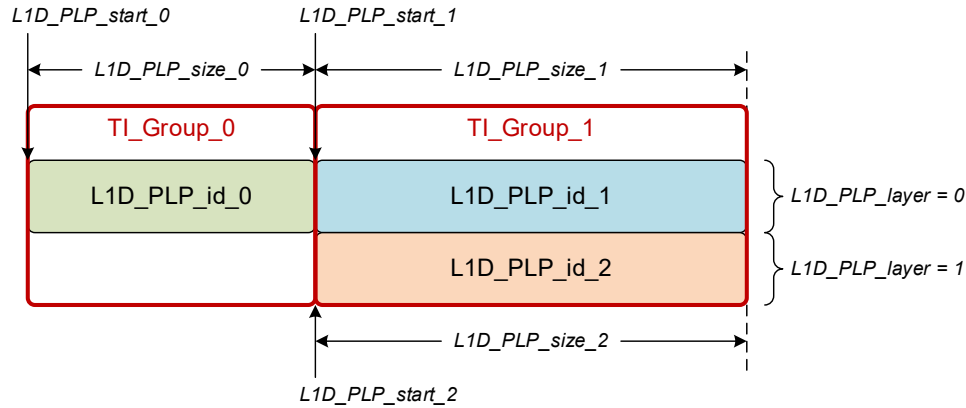 L1D_PLP_start_0
L1D_PLP_start_1
L1D_PLP_size_0
L1D_PLP_size_1
TI_Group_0
TI_Group_1
L1D_PLP_id_0
L1D_PLP_id_1
L1D_PLP_layer = 0
L1D_PLP_id_2
L1D_PLP_layer = 1
L1D_PLP_size_2
L1D_PLP_start_2